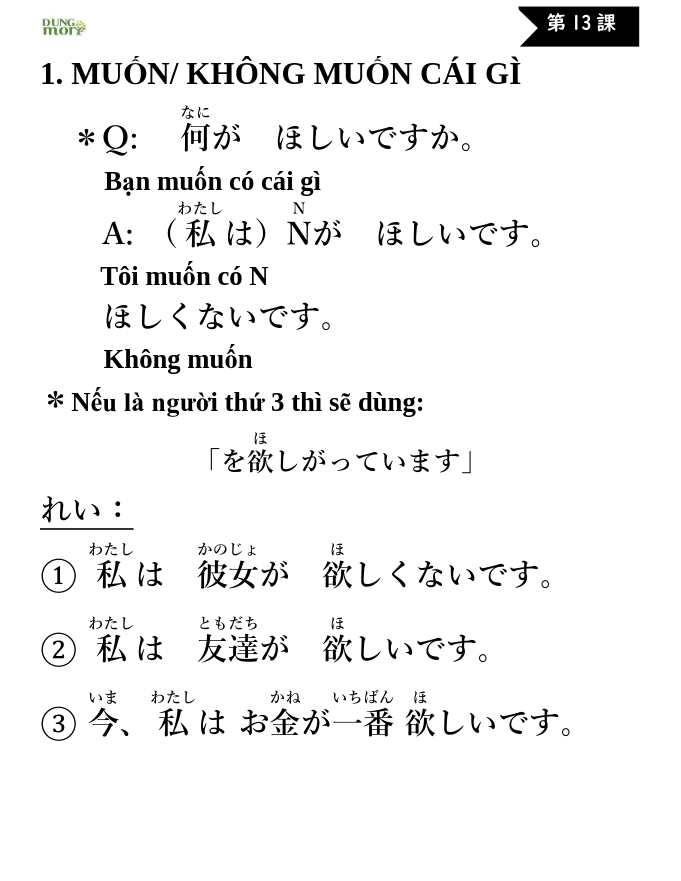 DUNG mori
第 13 課
1. MUỐN/ KHÔNG MUỐN CÁI GÌ
なに
＊Q: 何が ほしいですか。
Bạn muốn có cái gì
わたし N
A: （私は）Nが ほしいです。
Tôi muốn có N
ほしくないです。
Không muốn
＊Nếu là người thứ 3 thì sẽ dùng:
ほ
「を欲しがっています」
れい：
わたし かのじょ ほ
① 私は 彼女が 欲しくないです。
わたし ともだち ほ
② 私は 友達が 欲しいです。
いま わたし かね いちばん ほ
③ 今、私は お金が一番 欲しいです。